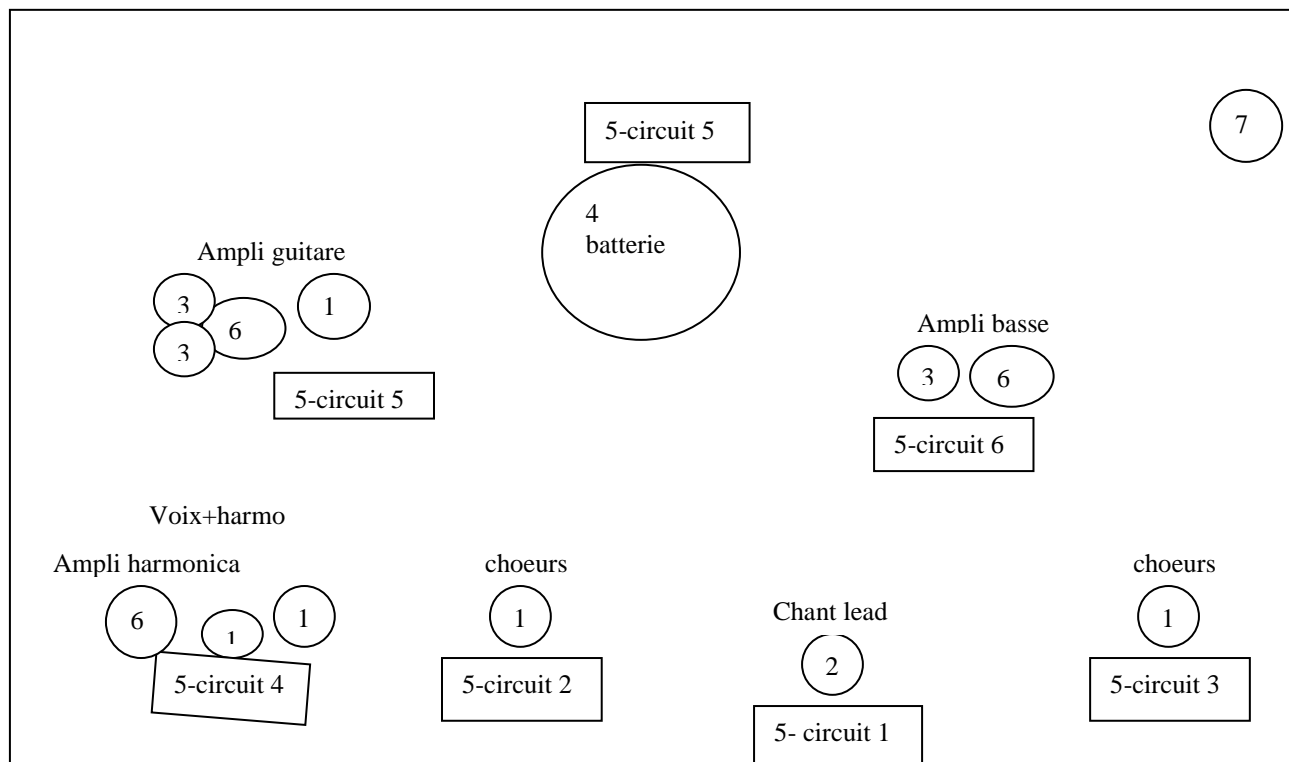 5-circuit 5
7
4
batterie
Ampli guitare
3
1
6
3
Ampli basse
3
6
5-circuit 5
5-circuit 6
Voix+harmo
Ampli harmonica
choeurs
choeurs
6
1
1
1
Chant lead
1
2
5-circuit 4
5-circuit 2
5-circuit 3
5- circuit 1